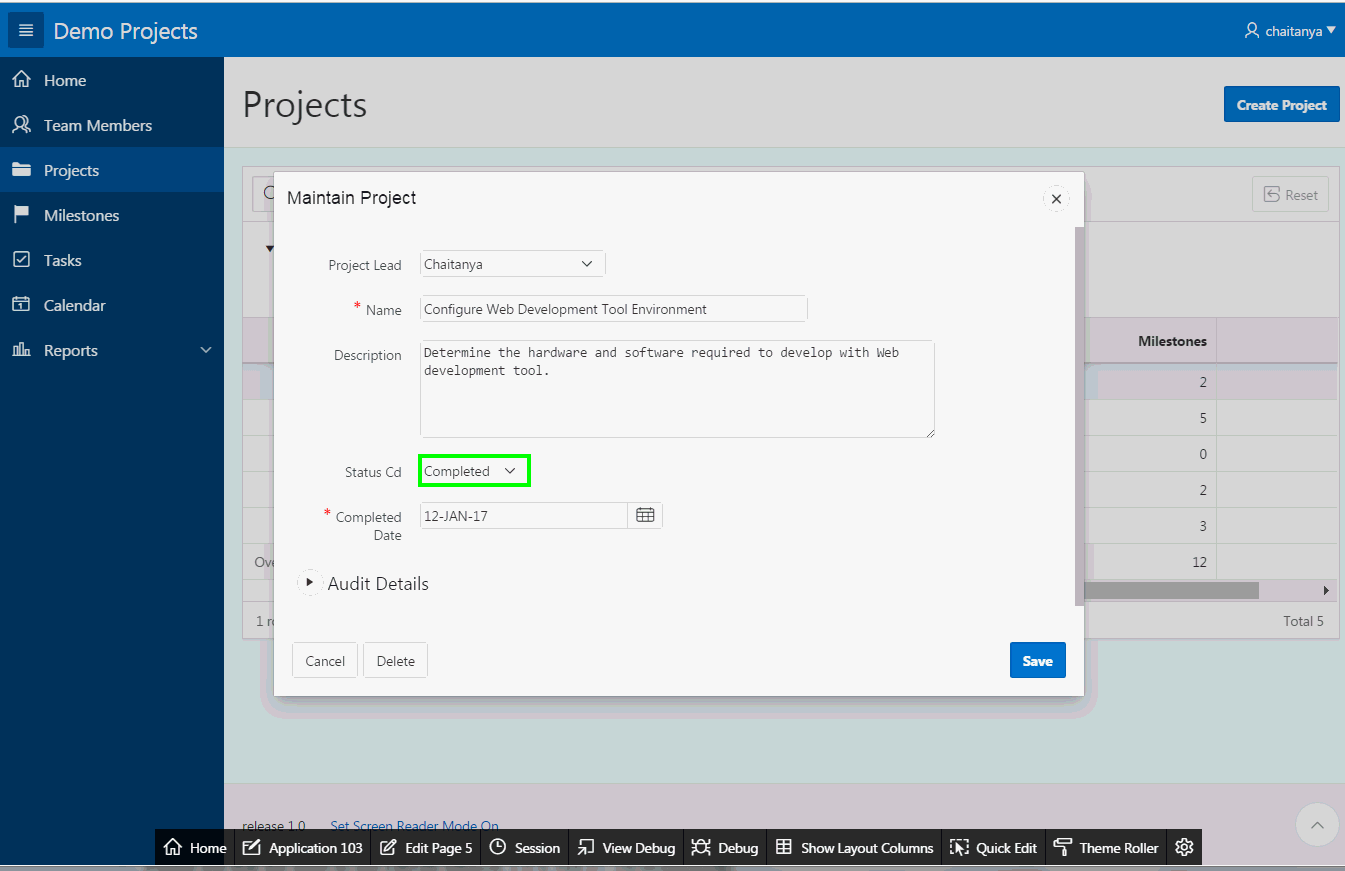 Demo Projects
chaitanya
Home
Team Members
Projects
Milestones
Tasks
Calendar
Reports
Projects
Create Project
Reset
Maintain Project
Project Lead
Chaitanya
* Name
Configure Web Development Tool Environment
Description
Determine the hardware and software required to develop with Web
development tool.
Status Cd
Completed
* Completed
Date
12-JAN-17
Audit Details
Cancel
Delete
Save
Milestones
2
5
0
2
3
12
1
Total 5
release 1.0
Set Screen Reader Mode On
Home
Application 103
Edit Page 5
Session
View Debug
Debug
Show Layout Columns
Quick Edit
Theme Roller